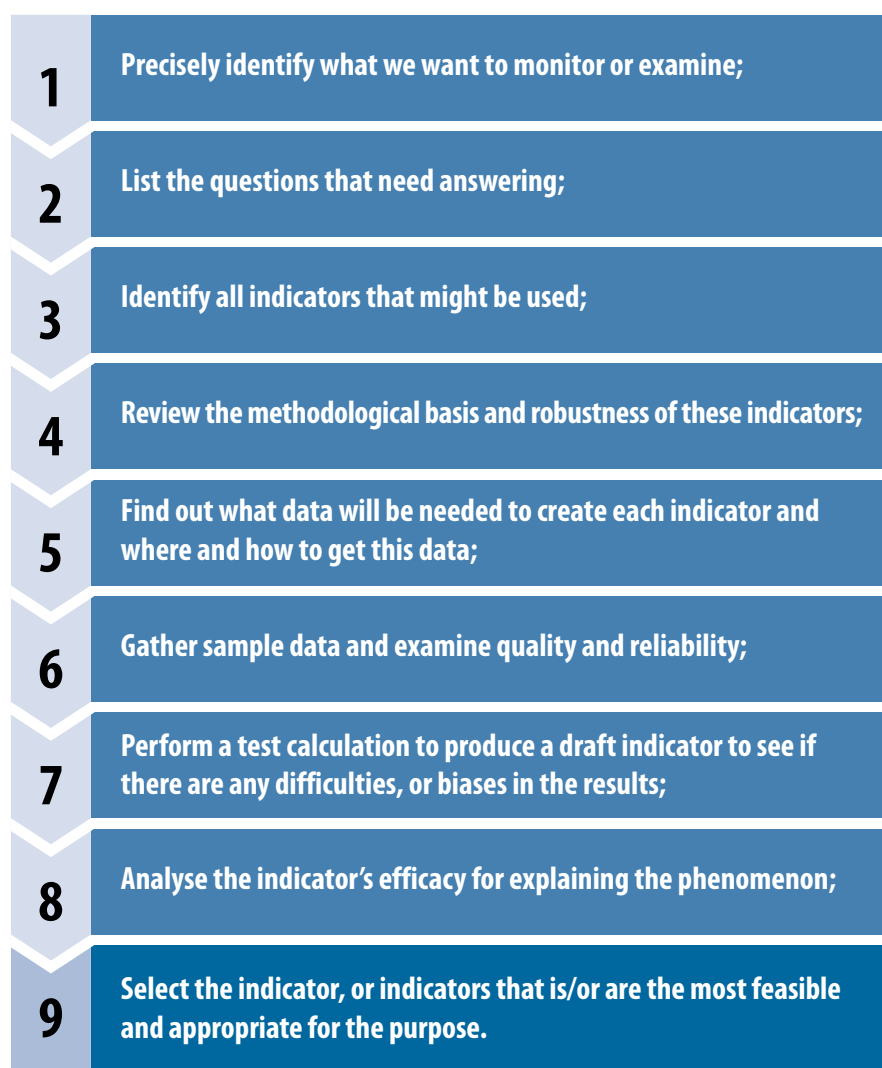 1
Precisely identify what we want to monitor or examine;
2
List the questions that need answering;
3
Identify all indicators that might be used;
4
Review the methodological basis and robustness of these indicators;
5
Find out what data will be needed to create each indicator and
where and how to get this data;
6
Gather sample data and examine quality and reliability;
7
Perform a test calculation to produce a draft indicator to see if
there are any difficulties, or biases in the results;
8
Analyse the indicator's efficacy for explaining the phenomenon;
9
Select the indicator, or indicators that is/or are the most feasible
and appropriate for the purpose.